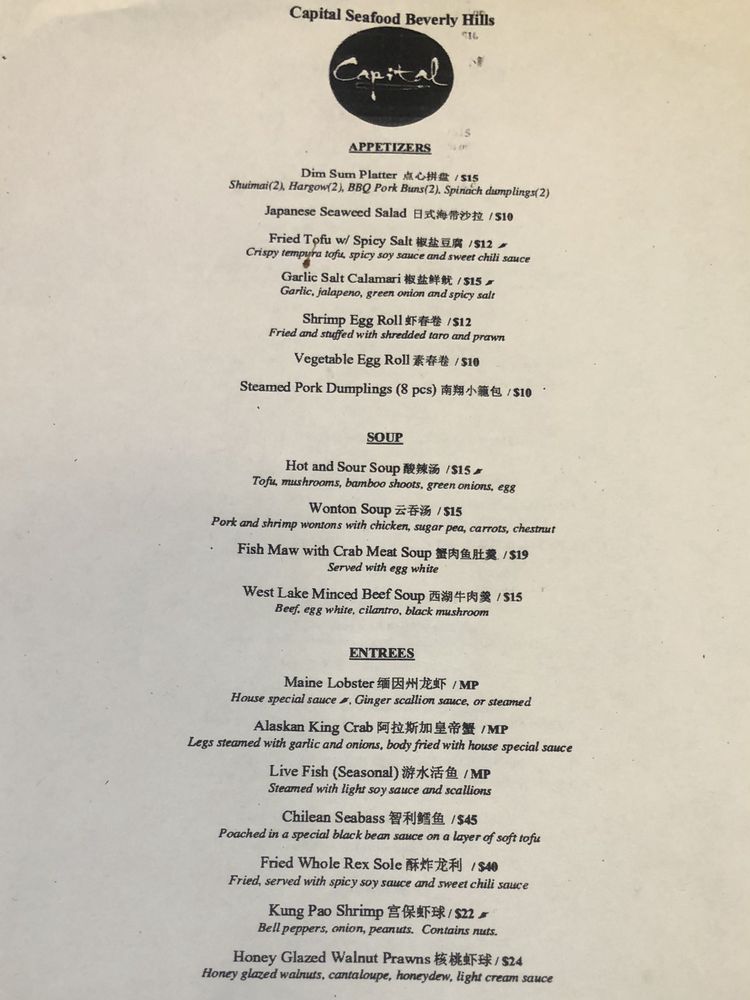 Capital Seafood Beverly Hills
Capital
APPETIZERS
Dim Sum Platter 点心拼盘 / $15
Shuimai(2), Hargow(2), BBQ Pork Buns(2), Spinach dumplings(2)
Japanese Seaweed Salad 日式海带沙拉 / $10
Fried Tofu w/ Spicy Salt 椒盐豆腐 / $12
Crispy tempura tofu, spicy soy sauce and sweet chili sauce
Garlic Salt Calamari 椒盐鲜鱿 / $15
Garlic, jalapeno, green onion and spicy salt
Shrimp Egg Roll 虾春卷 / $12
Fried and stuffed with shredded taro and prawn
Vegetable Egg Roll 素春卷 / $10
Steamed Pork Dumplings (8 pcs) 南翔小籠包 / $10
SOUP
Hot and Sour Soup 酸辣汤 / $15
Tofu, mushrooms, bamboo shoots, green onions, egg
Wonton Soup 云吞汤 / $15
Pork and shrimp wontons with chicken, sugar pea, carrots, chestnut
Fish Maw with Crab Meat Soup 蟹肉鱼肚羹 / $19
Served with egg white
West Lake Minced Beef Soup 西湖牛肉羹 / $15
Beef, egg white, cilantro, black mushroom
ENTREES
Maine Lobster 缅因州龙虾 / MP
House special sauce , Ginger scallion sauce, or steamed
Alaskan King Crab 阿拉斯加皇帝蟹 / MP
Legs steamed with garlic and onions, body fried with house special sauce
Live Fish (Seasonal) 游水活鱼 / MP
Steamed with light soy sauce and scallions
Chilean Seabass 智利鳕鱼 / $45
Poached in a special black bean sauce on a layer of soft tofu
Fried Whole Rex Sole 酥炸龙利 / $40
Fried, served with spicy soy sauce and sweet chili sauce
Kung Pao Shrimp 宫保虾球 / $22
Bell peppers, onion, peanuts. Contains nuts.
Honey Glazed Walnut Prawns 核桃虾球 / $24
Honey glazed walnuts, cantaloupe, honeydew, light cream sauce